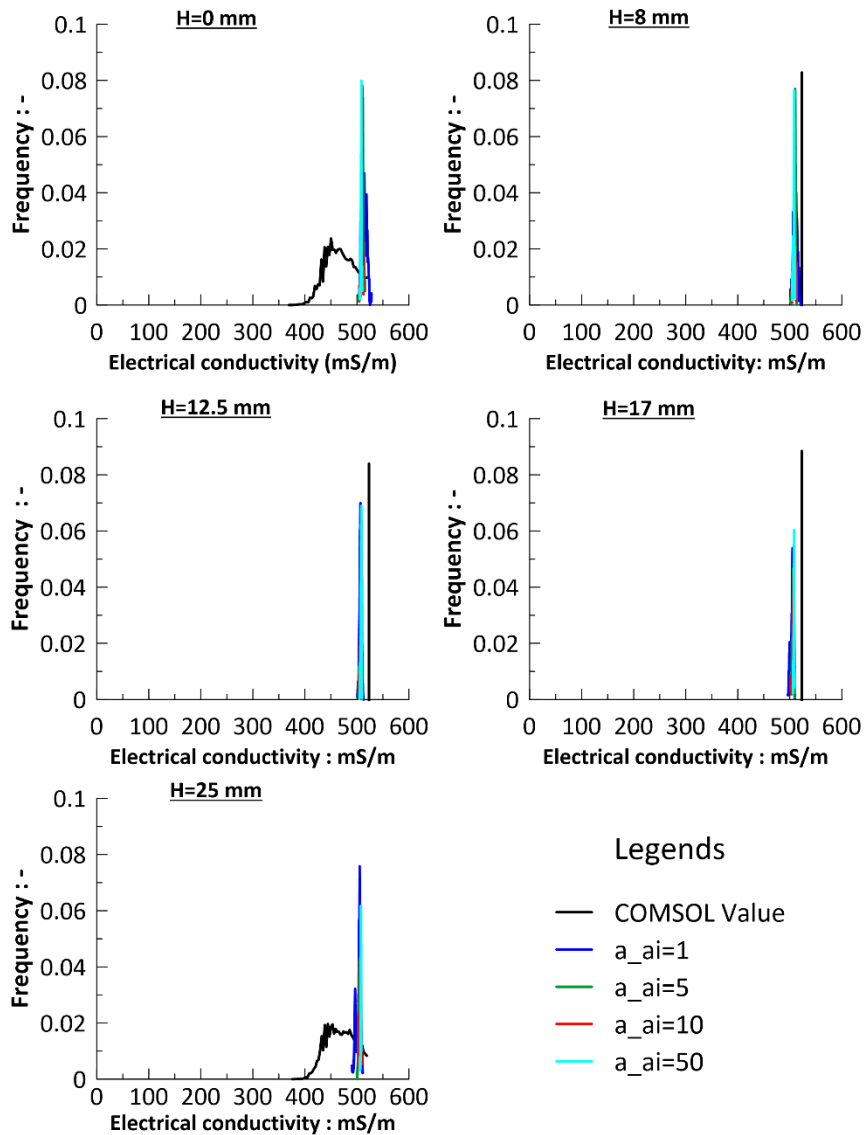 H=0 mm
0.1
0.08
0.06
0.04
0.02
0
Frequency : -
0 100 200 300 400 500 600
Electrical conductivity (mS/m)
H=8 mm
0.1
0.08
0.06
0.04
0.02
0
Frequency : -
0 100 200 300 400 500 600
Electrical conductivity: mS/m
H=12.5 mm
0.1
0.08
0.06
0.04
0.02
0
Frequency : -
0 100 200 300 400 500 600
Electrical conductivity : mS/m
H=17 mm
0.1
0.08
0.06
0.04
0.02
0
Frequency : -
0 100 200 300 400 500 600
Electrical conductivity : mS/m
H=25 mm
0.1
0.08
0.06
0.04
0.02
0
Frequency : -
0 100 200 300 400 500 600
Electrical conductivity : mS/m
Legends
COMSOL Value
a_ai=1
a_ai=5
a_ai=10
a_ai=50